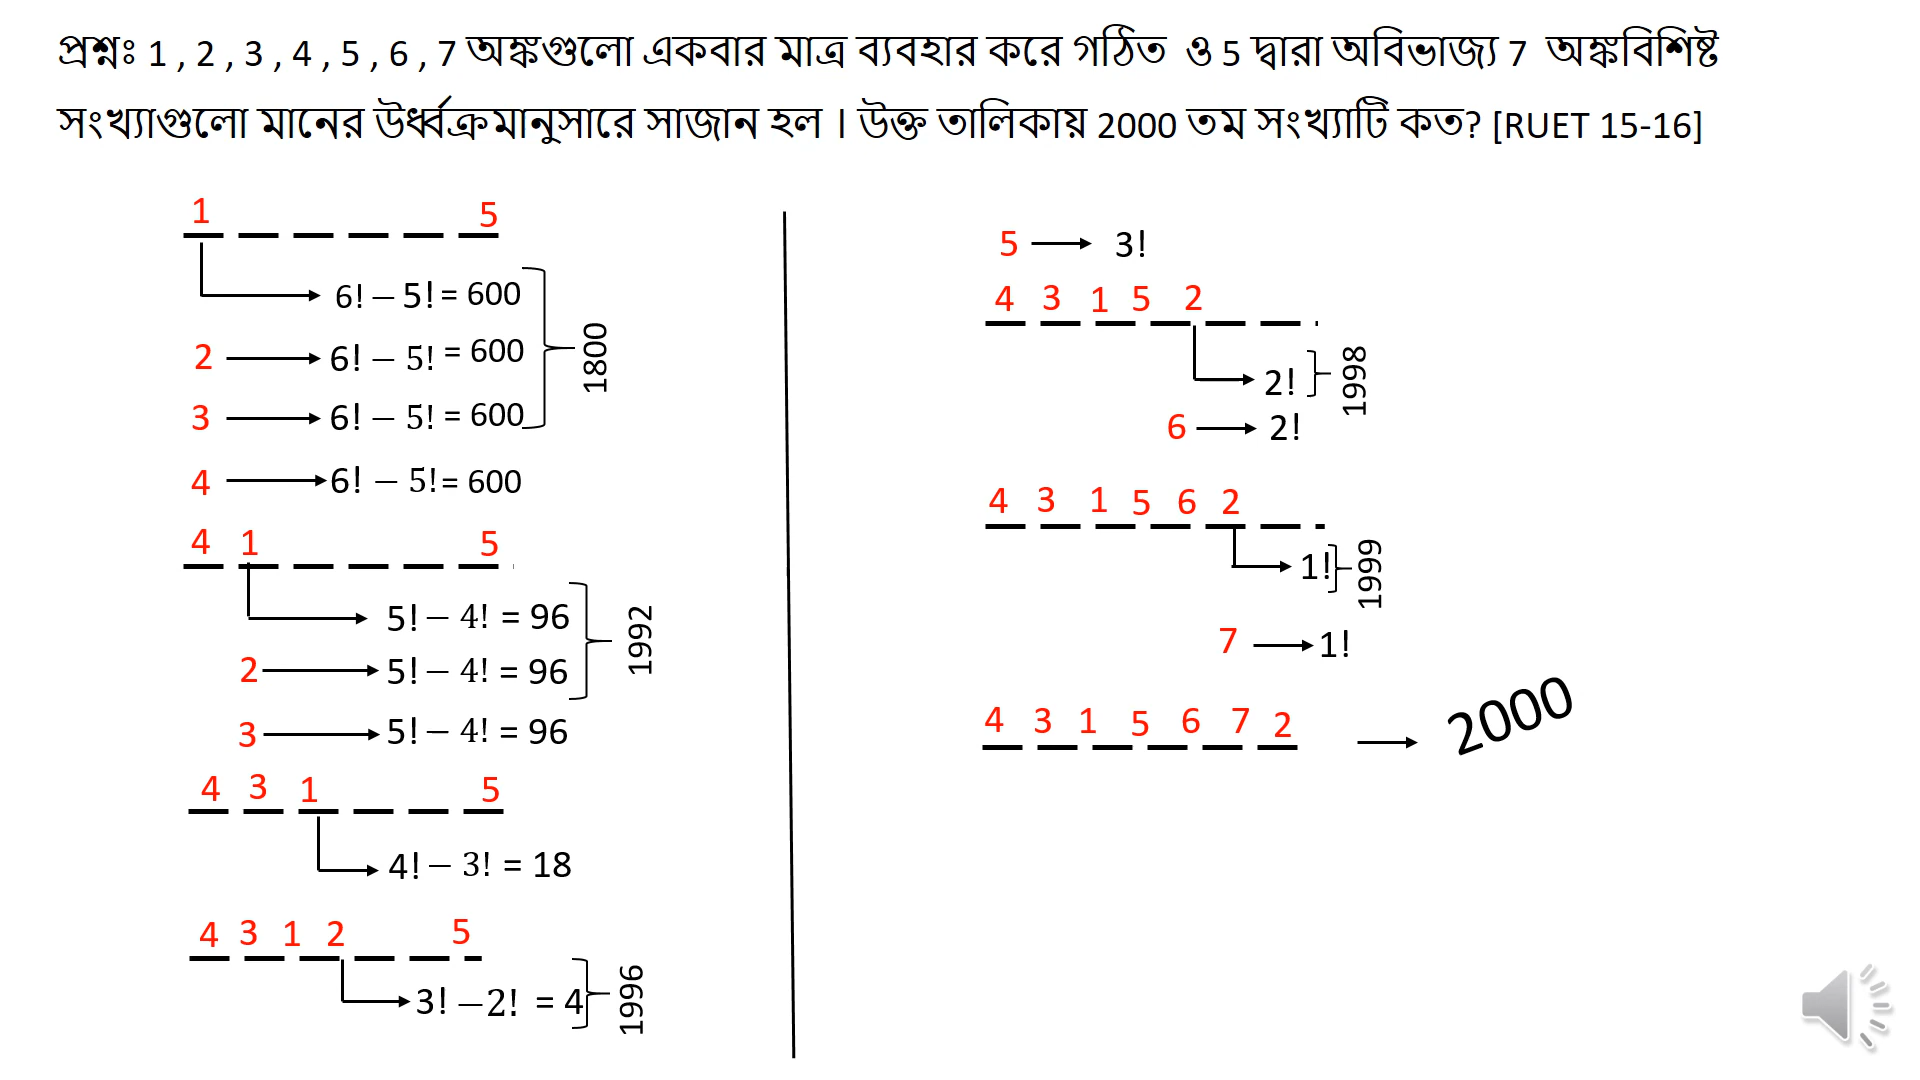 প্রশ্নঃ 1 , 2 , 3 , 4 , 5 , 6 , 7 অঙ্কগুলো একবার মাত্র ব্যবহার করে গঠিত ও 5 দ্বারা অবিভাজ্য 7 অঙ্কবিশিষ্ট
সংখ্যাগুলো মানের উর্ধ্বক্রমানুসারে সাজান হল । উক্ত তালিকায় 2000 তম সংখ্যাটি কত? [RUET 15-16]
1 5
6! − 5! = 600
2 6! − 5! = 600
3 6! − 5! = 600
1800
4 6! − 5! = 600
4 1 5
5! − 4! = 96
2 5! − 4! = 96
1992
3 5! − 4! = 96
4 3 1 5
4! − 3! = 18
4 3 1 2 5
3! −2! = 4
1996
5 3!
4 3 1 5 2
2!
1998
6 2!
4 3 1 5 6 2
1!
1999
7 1!
4 3 1 5 6 7 2 2000